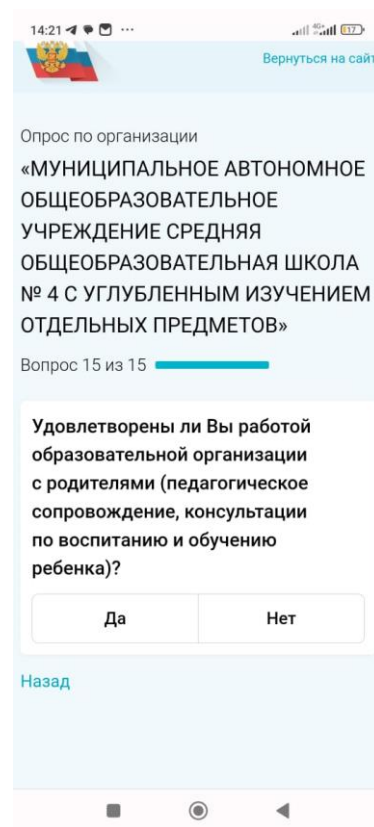 14:21
4G+
17
Вернуться на сайт
Опрос по организации
«МУНИЦИПАЛЬНОЕ АВТОНОМНОЕ
ОБЩЕОБРАЗОВАТЕЛЬНОЕ
УЧРЕЖДЕНИЕ СРЕДНЯЯ
ОБЩЕОБРАЗОВАТЕЛЬНАЯ ШКОЛА
№ 4 С УГЛУБЛЕННЫМ ИЗУЧЕНИЕМ
ОТДЕЛЬНЫХ ПРЕДМЕТОВ»
Вопрос 15 из 15
Удовлетворены ли Вы работой
образовательной организации
с родителями (педагогическое
сопровождение, консультации
по воспитанию и обучению
ребенка)?
Да Нет
Назад